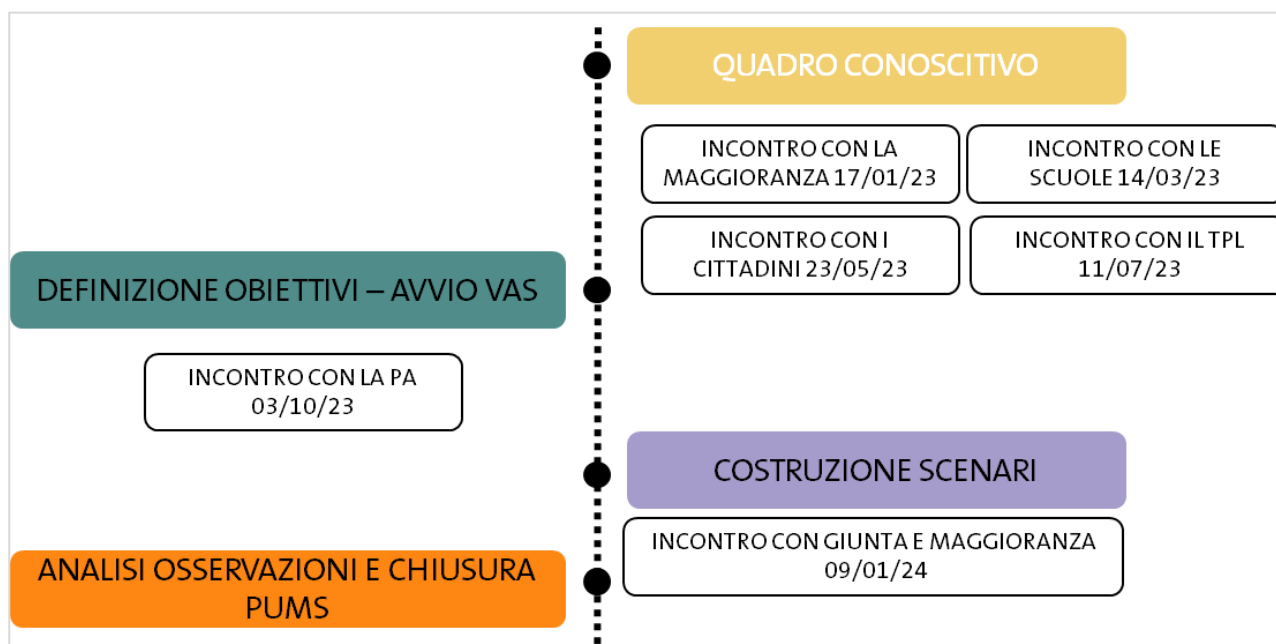 QUADRO CONOSCITIVO
INCONTRO CON LA
MAGGIORANZA 17/01/23
INCONTRO CON LE
SCUOLE 14/03/23
INCONTRO CON I
CITTADINI 23/05/23
INCONTRO CON IL TPL
11/07/23
DEFINIZIONE OBIETTIVI – AVVIO VAS
INCONTRO CON LA PA
03/10/23
COSTRUZIONE SCENARI
INCONTRO CON GIUNTA E MAGGIORANZA
09/01/24
ANALISI OSSERVAZIONI E CHIUSURA
PUMS